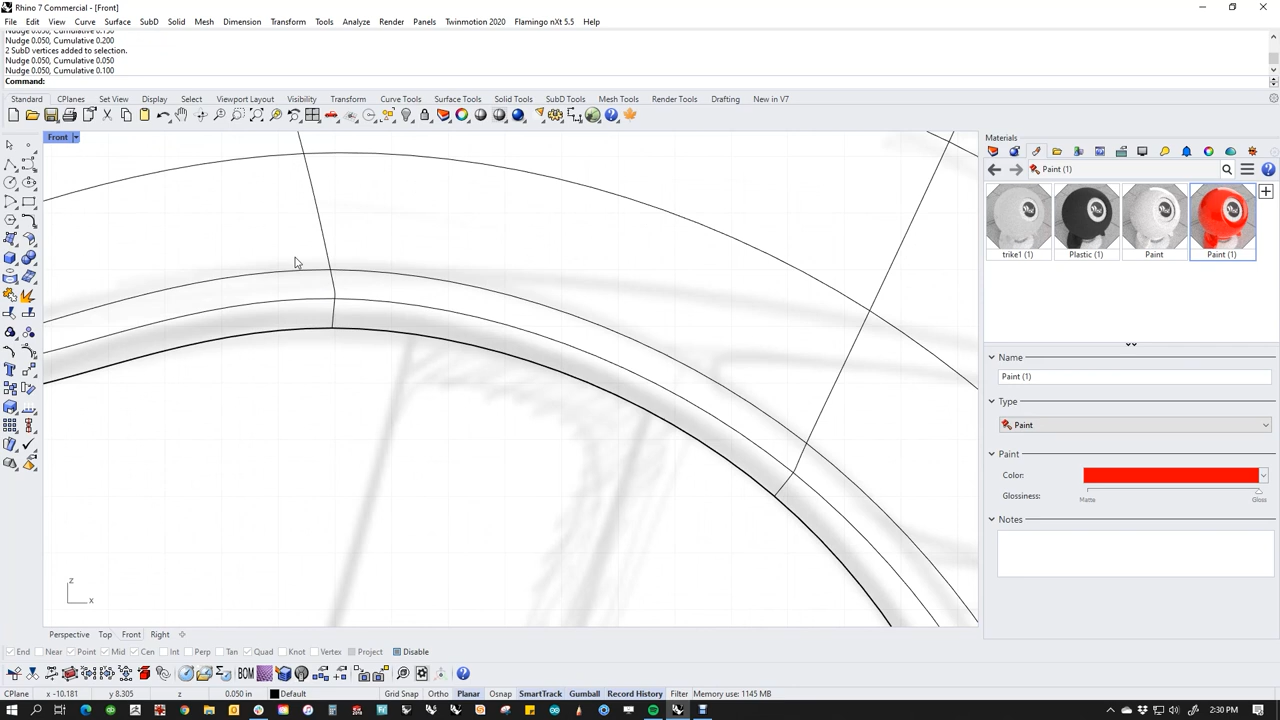 Rhino 7 Commercial - [Front]
File Edit View Curve Surface SubD Solid Mesh Dimension Transform Tools Analyze Render Panels Twinmotion 2020 Flamingo nXt 5.5 Help
Nudge 0.050, Cumulative 0.200
2 SubD vertices added to selection.
Nudge 0.050, Cumulative 0.050
Nudge 0.050, Cumulative 0.100
Command:
Standard CPlanes Set View Display Select Viewport Layout Visibility Transform Curve Tools Surface Tools Solid Tools SubD Tools Mesh Tools Render Tools Drafting New in V7
Front
Materials
Paint (1)
trike1 (1) Plastic (1) Paint Paint (1)
Name
Paint (1)
Type
Paint
Paint
Color:
Glossiness:
Matte Gloss
Notes
z
x
Perspective Top Front Right
End Near Point Mid Cen Int Perp Tan Quad Knot Vertex Project Disable
BOM
CPlane x -10.181 y 8.305 z 0.050 in Default Grid Snap Ortho Planar Osnap SmartTrack Gumball Record History Filter Memory use: 1145 MB
2:30 PM